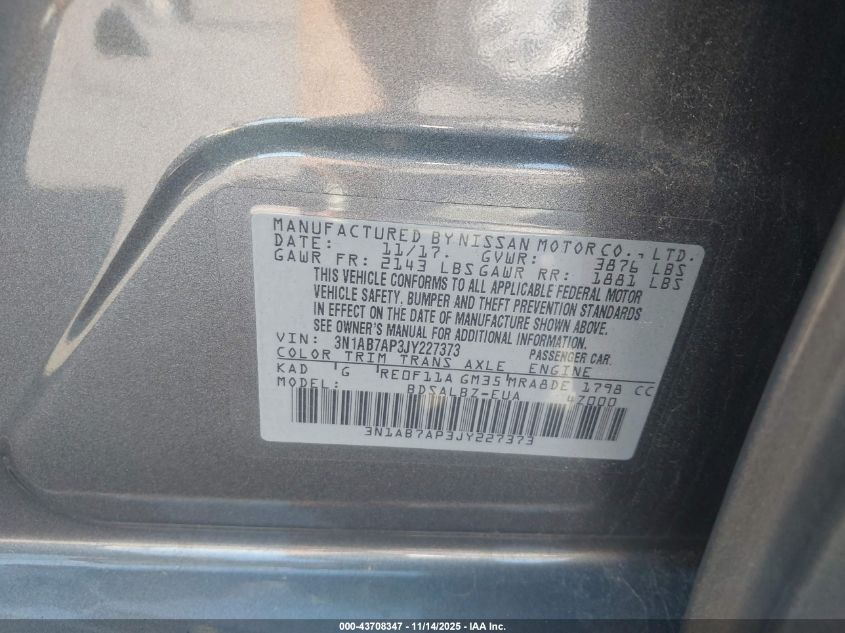 MANUFACTURED BY NISSAN MOTOR CO., LTD.
DATE: 11/17. GVWR: 3876 LBS
GAWR FR: 2143 LBS GAWR RR: 1881 LBS
THIS VEHICLE CONFORMS TO ALL APPLICABLE FEDERAL MOTOR
VEHICLE SAFETY, BUMPER AND THEFT PREVENTION STANDARDS
IN EFFECT ON THE DATE OF MANUFACTURE SHOWN ABOVE.
SEE OWNER'S MANUAL FOR ADDITIONAL INFORMATION.
VIN: 3N1AB7AP3JY227373 PASSENGER CAR.
COLOR TRIM TRANS AXLE ENGINE
KAD G RE0F11A GM35 MRA8DE 1798 CC
MODEL: BDSALBZ-EUA 4Z000
3N1AB7AP3JY227373
000-43708347 | 11/14/2025 - IAA Inc.